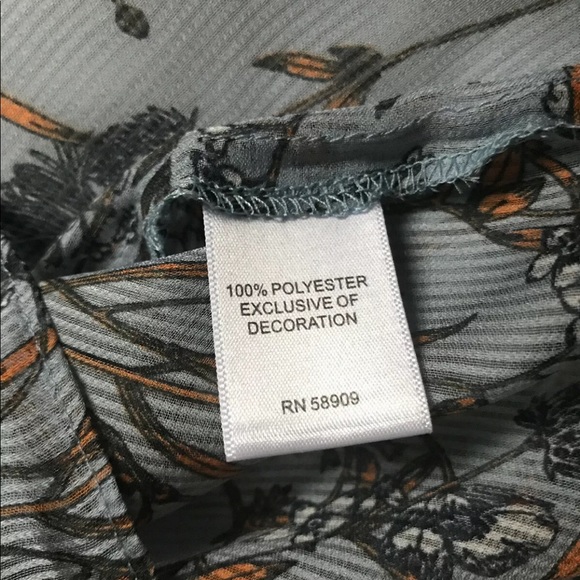 100% POLYESTER
EXCLUSIVE OF
DECORATION
RN 58909